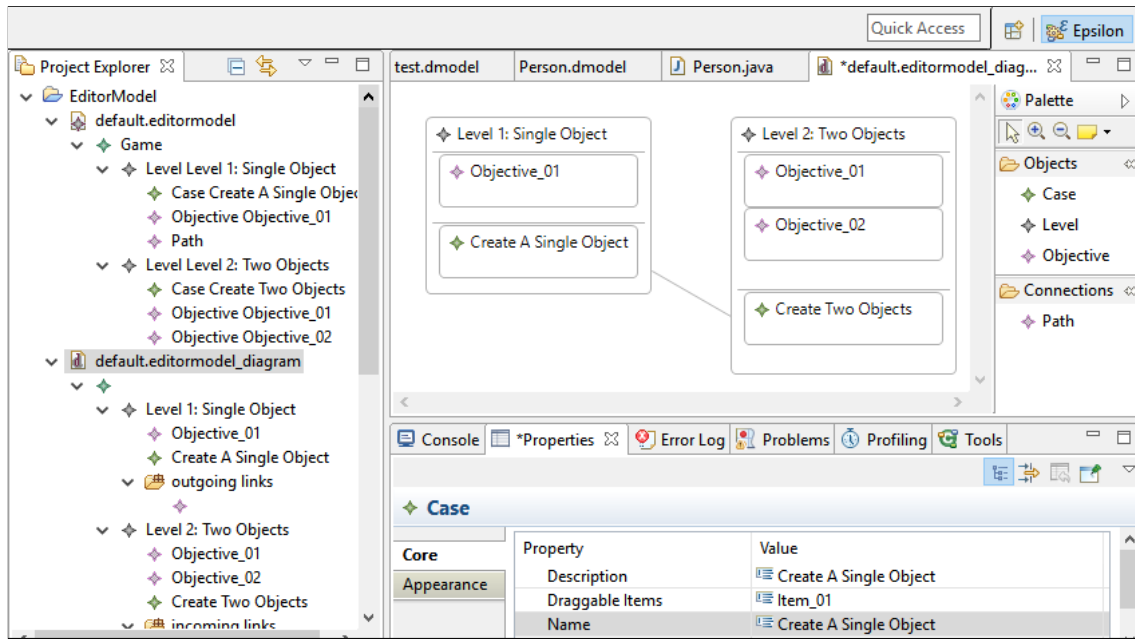 Quick Access
Epsilon
Project Explorer
EditorModel
default.editormodel
Game
Level Level 1: Single Object
Case Create A Single Objec
Objective Objective_01
Path
Level Level 2: Two Objects
Case Create Two Objects
Objective Objective_01
Objective Objective_02
default.editormodel_diagram
Level 1: Single Object
Objective_01
Create A Single Object
outgoing links
Level 2: Two Objects
Objective_01
Objective_02
Create Two Objects
incoming links
test.dmodel
Person.dmodel
Person.java
*default.editormodel_diag...
Level 1: Single Object
Objective_01
Create A Single Object
Level 2: Two Objects
Objective_01
Objective_02
Create Two Objects
Palette
Objects
Case
Level
Objective
Connections
Path
Console
*Properties
Error Log
Problems
Profiling
Tools
Case
Core
Appearance
Property Value
Description Create A Single Object
Draggable Items Item_01
Name Create A Single Object